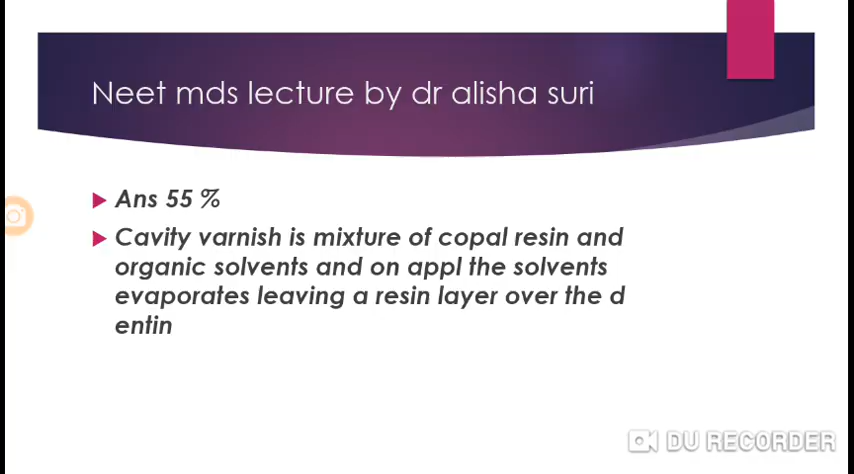 Neet mds lecture by dr alisha suri
Ans 55 %
Cavity varnish is mixture of copal resin and
organic solvents and on appl the solvents
evaporates leaving a resin layer over the d
entin
DU RECORDER